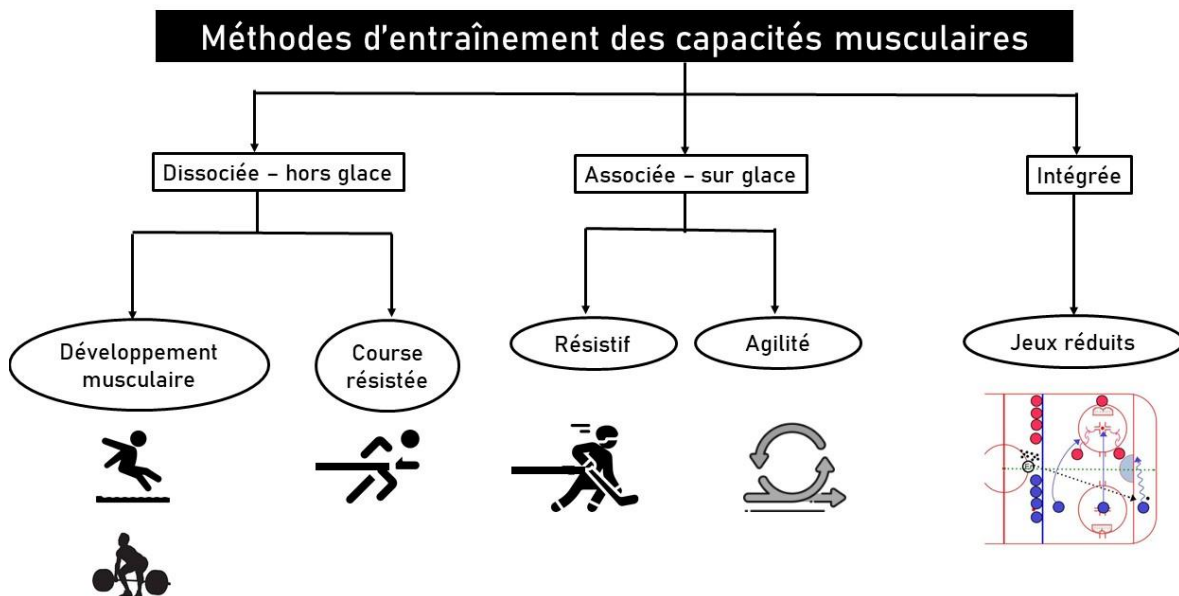 Méthodes d’entraînement des capacités musculaires
Dissociée – hors glace
Associée – sur glace
Intégrée
Développement
musculaire
Course
résistée
Résistif
Agilité
Jeux réduits